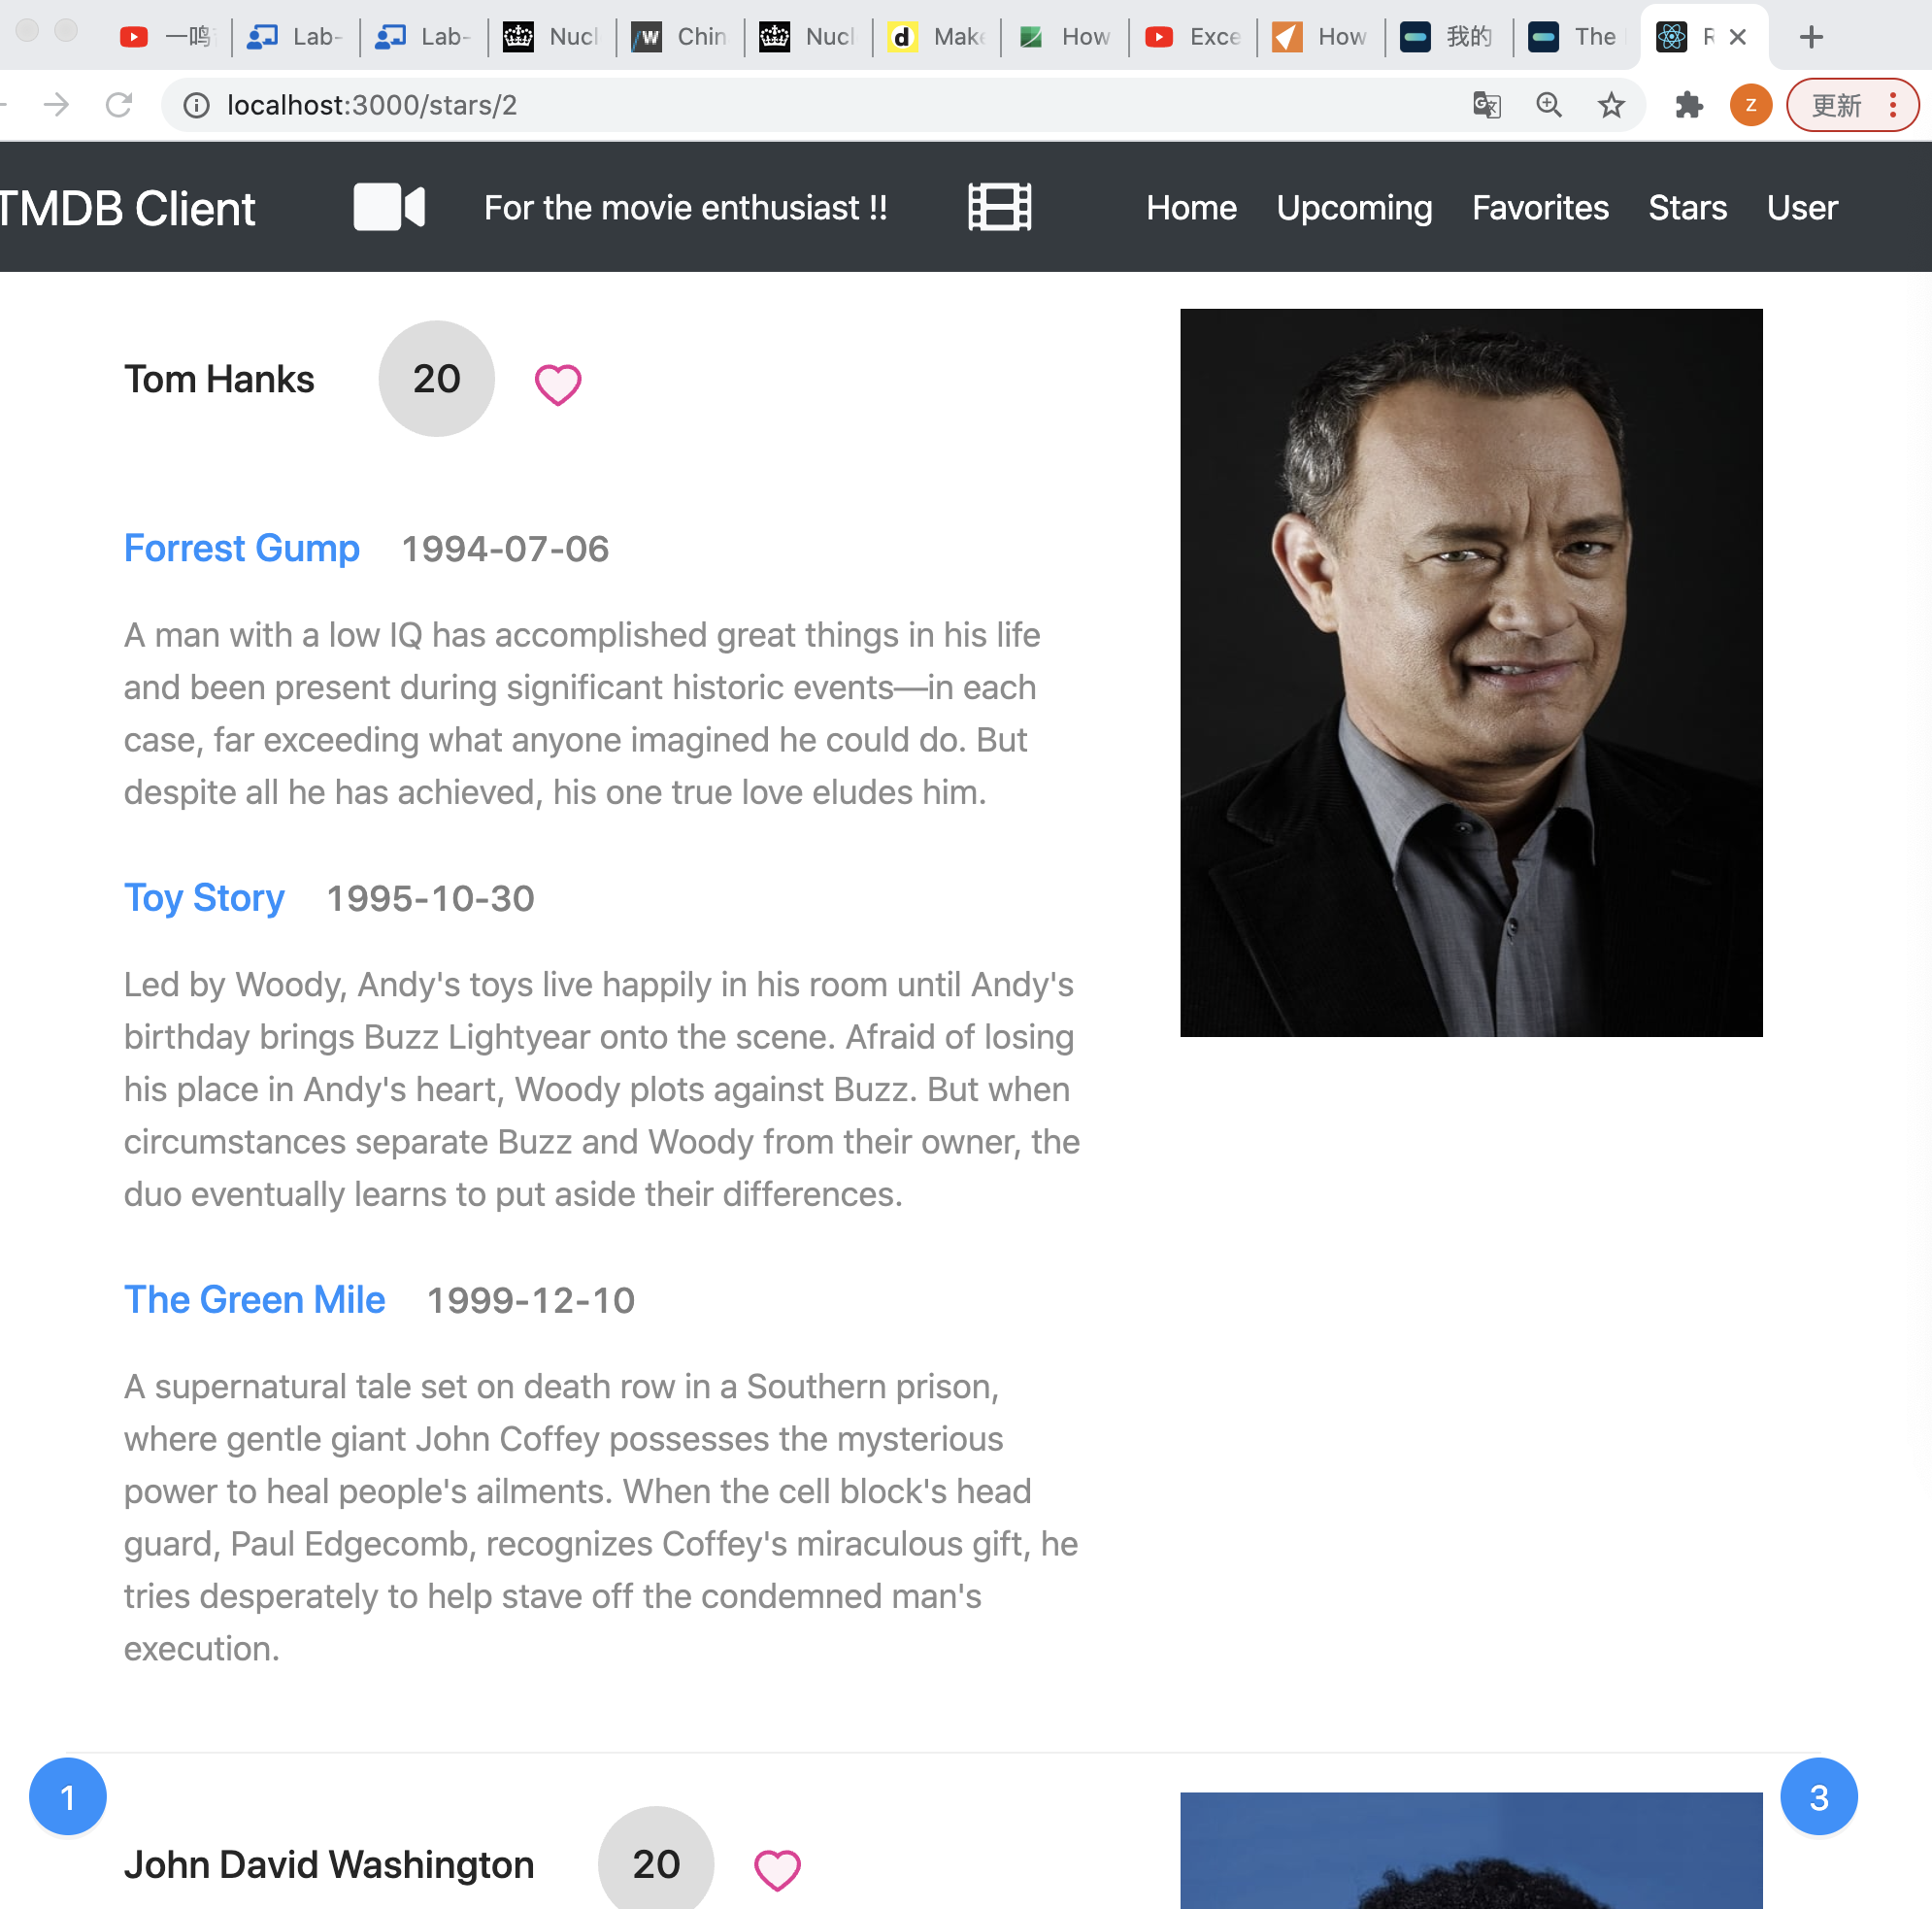 一鸣 Lab- Lab- Nucl Chin Nucl Make How Exce How 我的 The
localhost:3000/stars/2 Z 更新
TMDB Client For the movie enthusiast !! Home Upcoming Favorites Stars User
Tom Hanks 20
Forrest Gump 1994-07-06
A man with a low IQ has accomplished great things in his life
and been present during significant historic events—in each
case, far exceeding what anyone imagined he could do. But
despite all he has achieved, his one true love eludes him.
Toy Story 1995-10-30
Led by Woody, Andy's toys live happily in his room until Andy's
birthday brings Buzz Lightyear onto the scene. Afraid of losing
his place in Andy's heart, Woody plots against Buzz. But when
circumstances separate Buzz and Woody from their owner, the
duo eventually learns to put aside their differences.
The Green Mile 1999-12-10
A supernatural tale set on death row in a Southern prison,
where gentle giant John Coffey possesses the mysterious
power to heal people's ailments. When the cell block's head
guard, Paul Edgecomb, recognizes Coffey's miraculous gift, he
tries desperately to help stave off the condemned man's
execution.
1 3
John David Washington 20